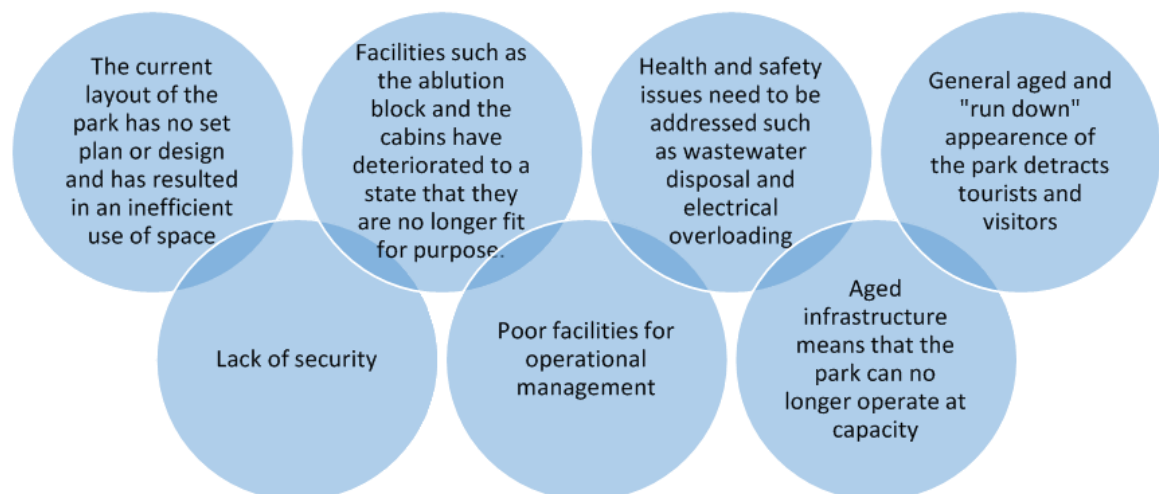 The current
layout of the
park has no set
plan or design
and has resulted
in an inefficient
use of space
Facilities such as
the ablution
block and the
cabins have
deteriorated to a
state that they
are no longer fit
for purpose.
Health and safety
issues need to be
addressed such
as wastewater
disposal and
electrical
overloading
General aged and
"run down"
appearence of
the park detracts
tourists and
visitors
Lack of security
Poor facilities for
operational
management
Aged
infrastructure
means that the
park can no
longer operate at
capacity